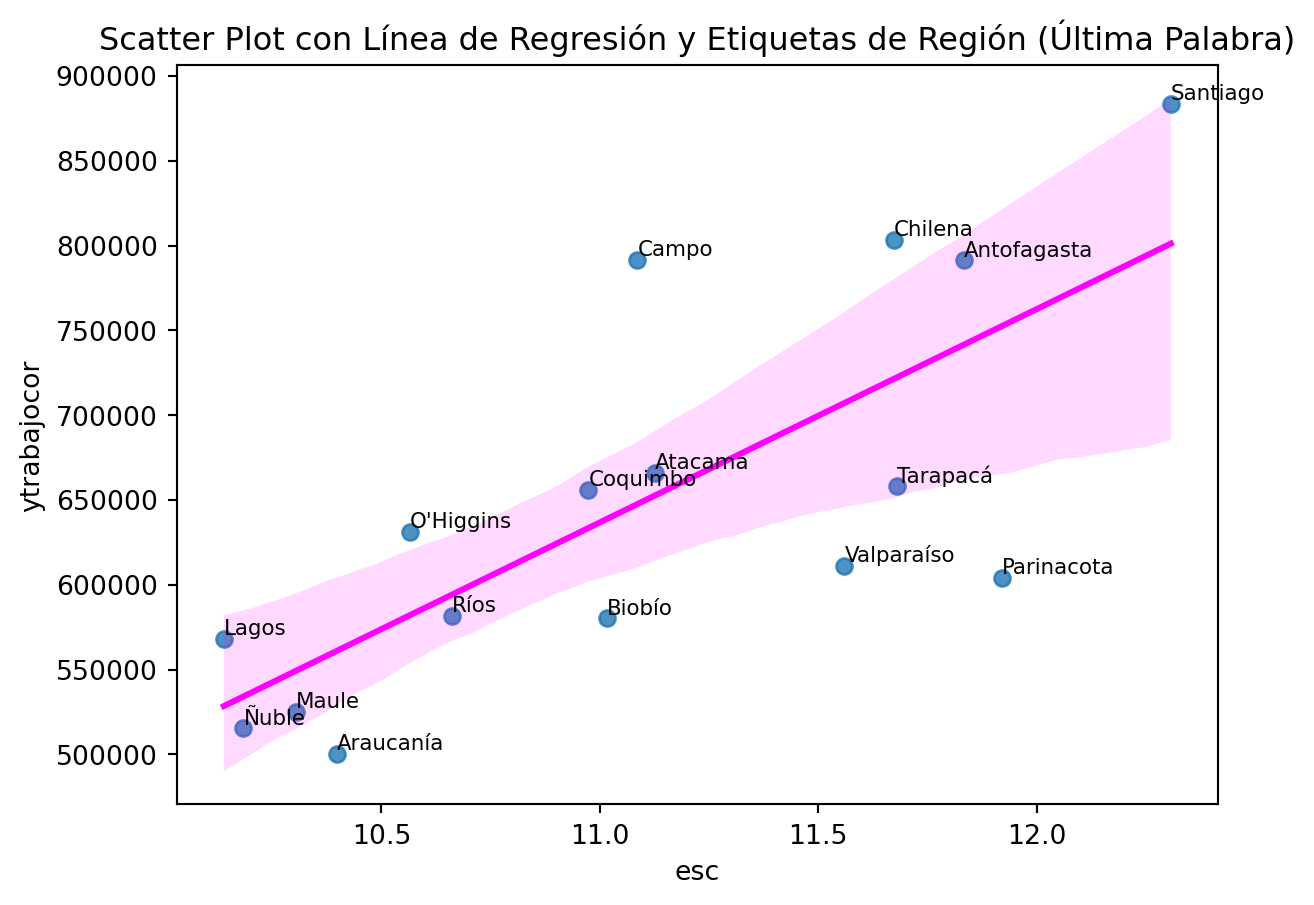 Scatter Plot con Línea de Regresión y Etiquetas de Región (Última Palabra)
900000
Santiago
850000
Chilena
800000
Campo
Antofagasta
750000
ytrabajocor
700000
Atacama
Coquimbo
Tarapacá
650000
O'Higgins
Valparaíso
600000
Parinacota
Ríos
Biobío
Lagos
550000
Maule
Ñuble
Araucanía
500000
10.5
11.0
11.5
12.0
esc